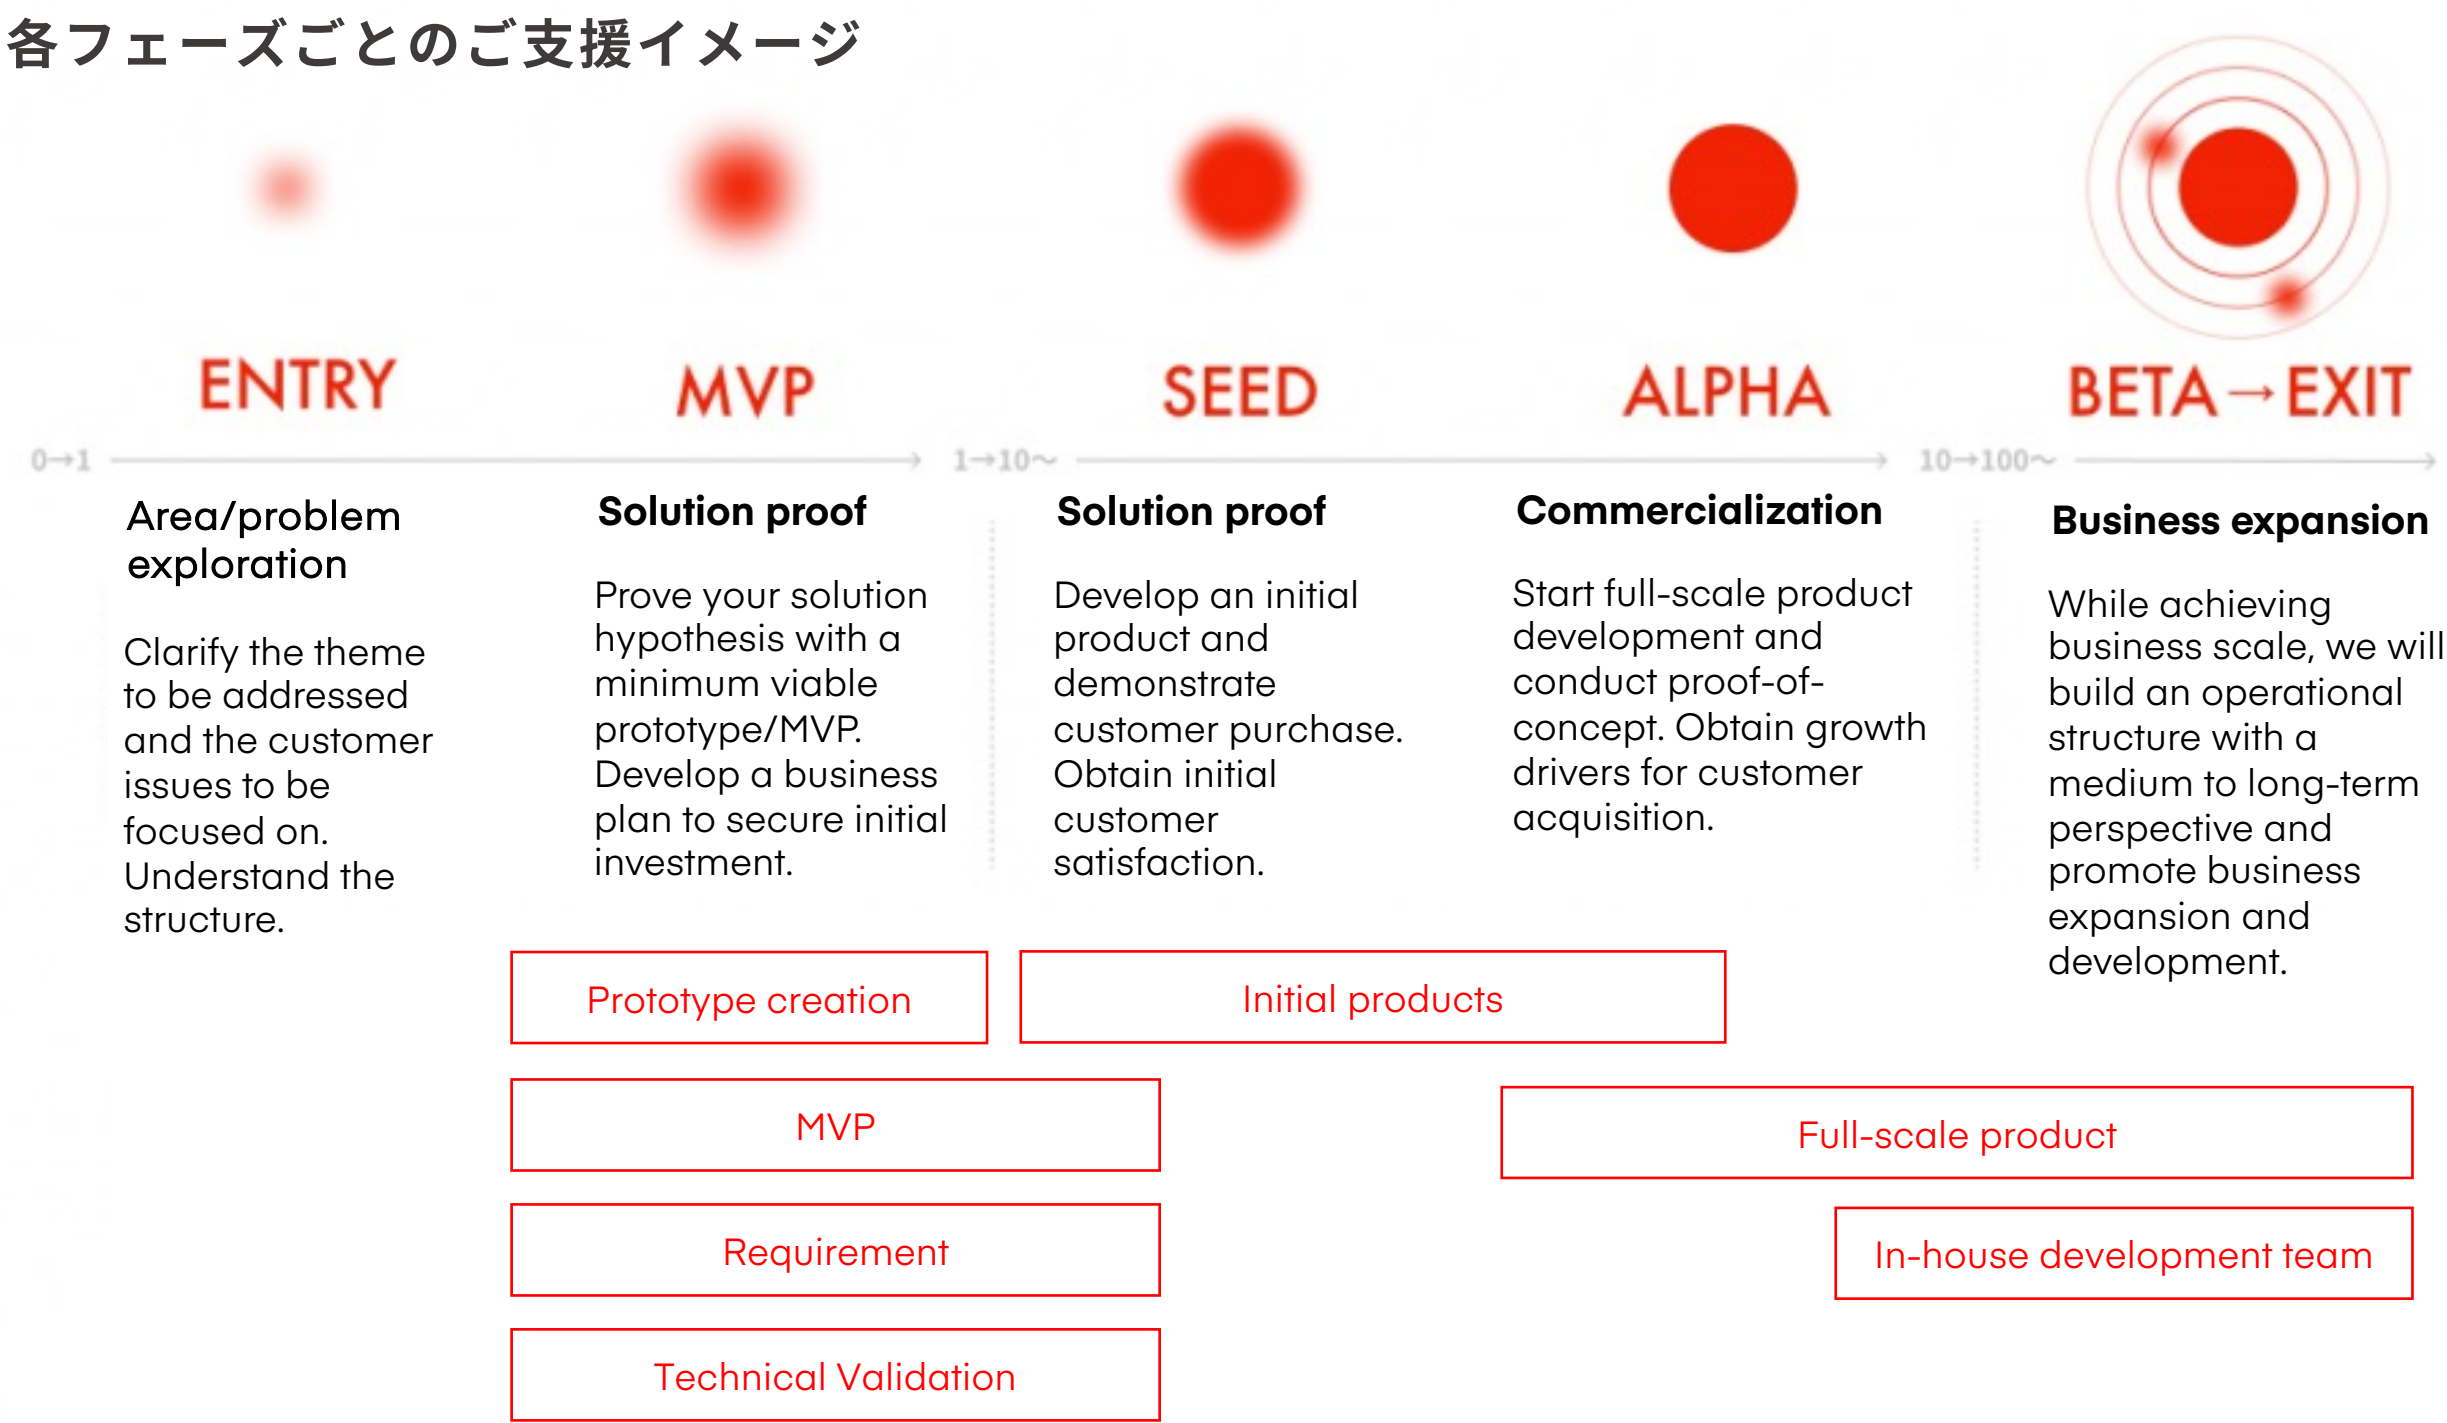 各フェーズごとのご支援イメージ
ENTRY
MVP
SEED
ALPHA
BETA→EXIT
0→1
1→10〜
10→100〜
Area/problem
exploration
Clarify the theme
to be addressed
and the customer
issues to be
focused on.
Understand the
structure.
Solution proof
Prove your solution
hypothesis with a
minimum viable
prototype/MVP.
Develop a business
plan to secure initial
investment.
Solution proof
Develop an initial
product and
demonstrate
customer purchase.
Obtain initial
customer
satisfaction.
Commercialization
Start full-scale product
development and
conduct proof-of-
concept. Obtain growth
drivers for customer
acquisition.
Business expansion
While achieving
business scale, we will
build an operational
structure with a
medium to long-term
perspective and
promote business
expansion and
development.
Prototype creation
Initial products
MVP
Full-scale product
Requirement
In-house development team
Technical Validation